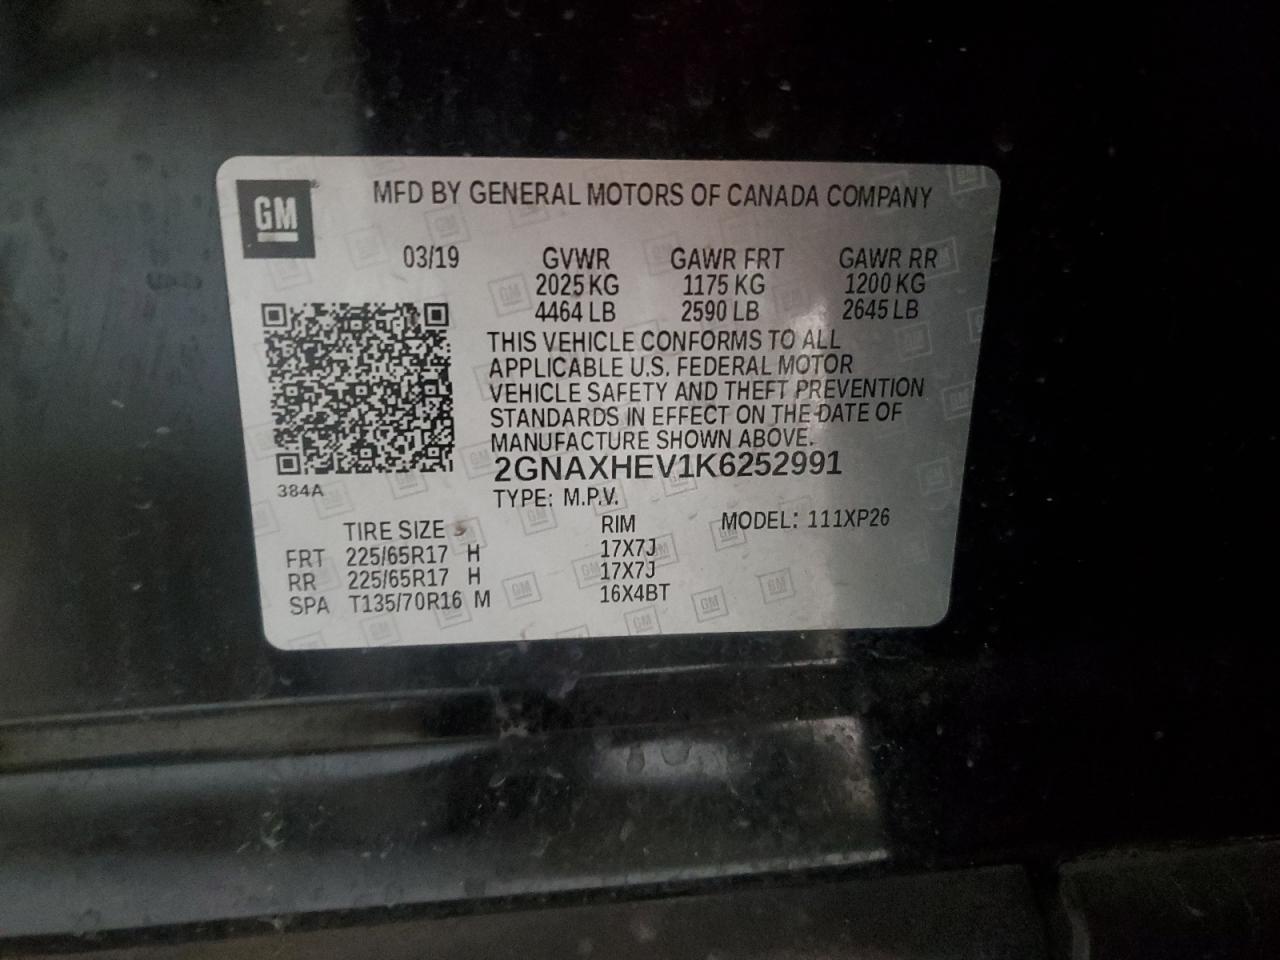 GM
MFD BY GENERAL MOTORS OF CANADA COMPANY
03/19 GVWR GAWR FRT GAWR RR
2025 KG 1175 KG 1200 KG
4464 LB 2590 LB 2645 LB
THIS VEHICLE CONFORMS TO ALL
APPLICABLE U.S. FEDERAL MOTOR
VEHICLE SAFETY AND THEFT PREVENTION
STANDARDS IN EFFECT ON THE DATE OF
MANUFACTURE SHOWN ABOVE.
2GNAXHEV1K6252991
384A
TYPE: M.P.V.
TIRE SIZE RIM MODEL: 111XP26
FRT 225/65R17 H 17X7J
RR 225/65R17 H 17X7J
SPA T135/70R16 M 16X4BT